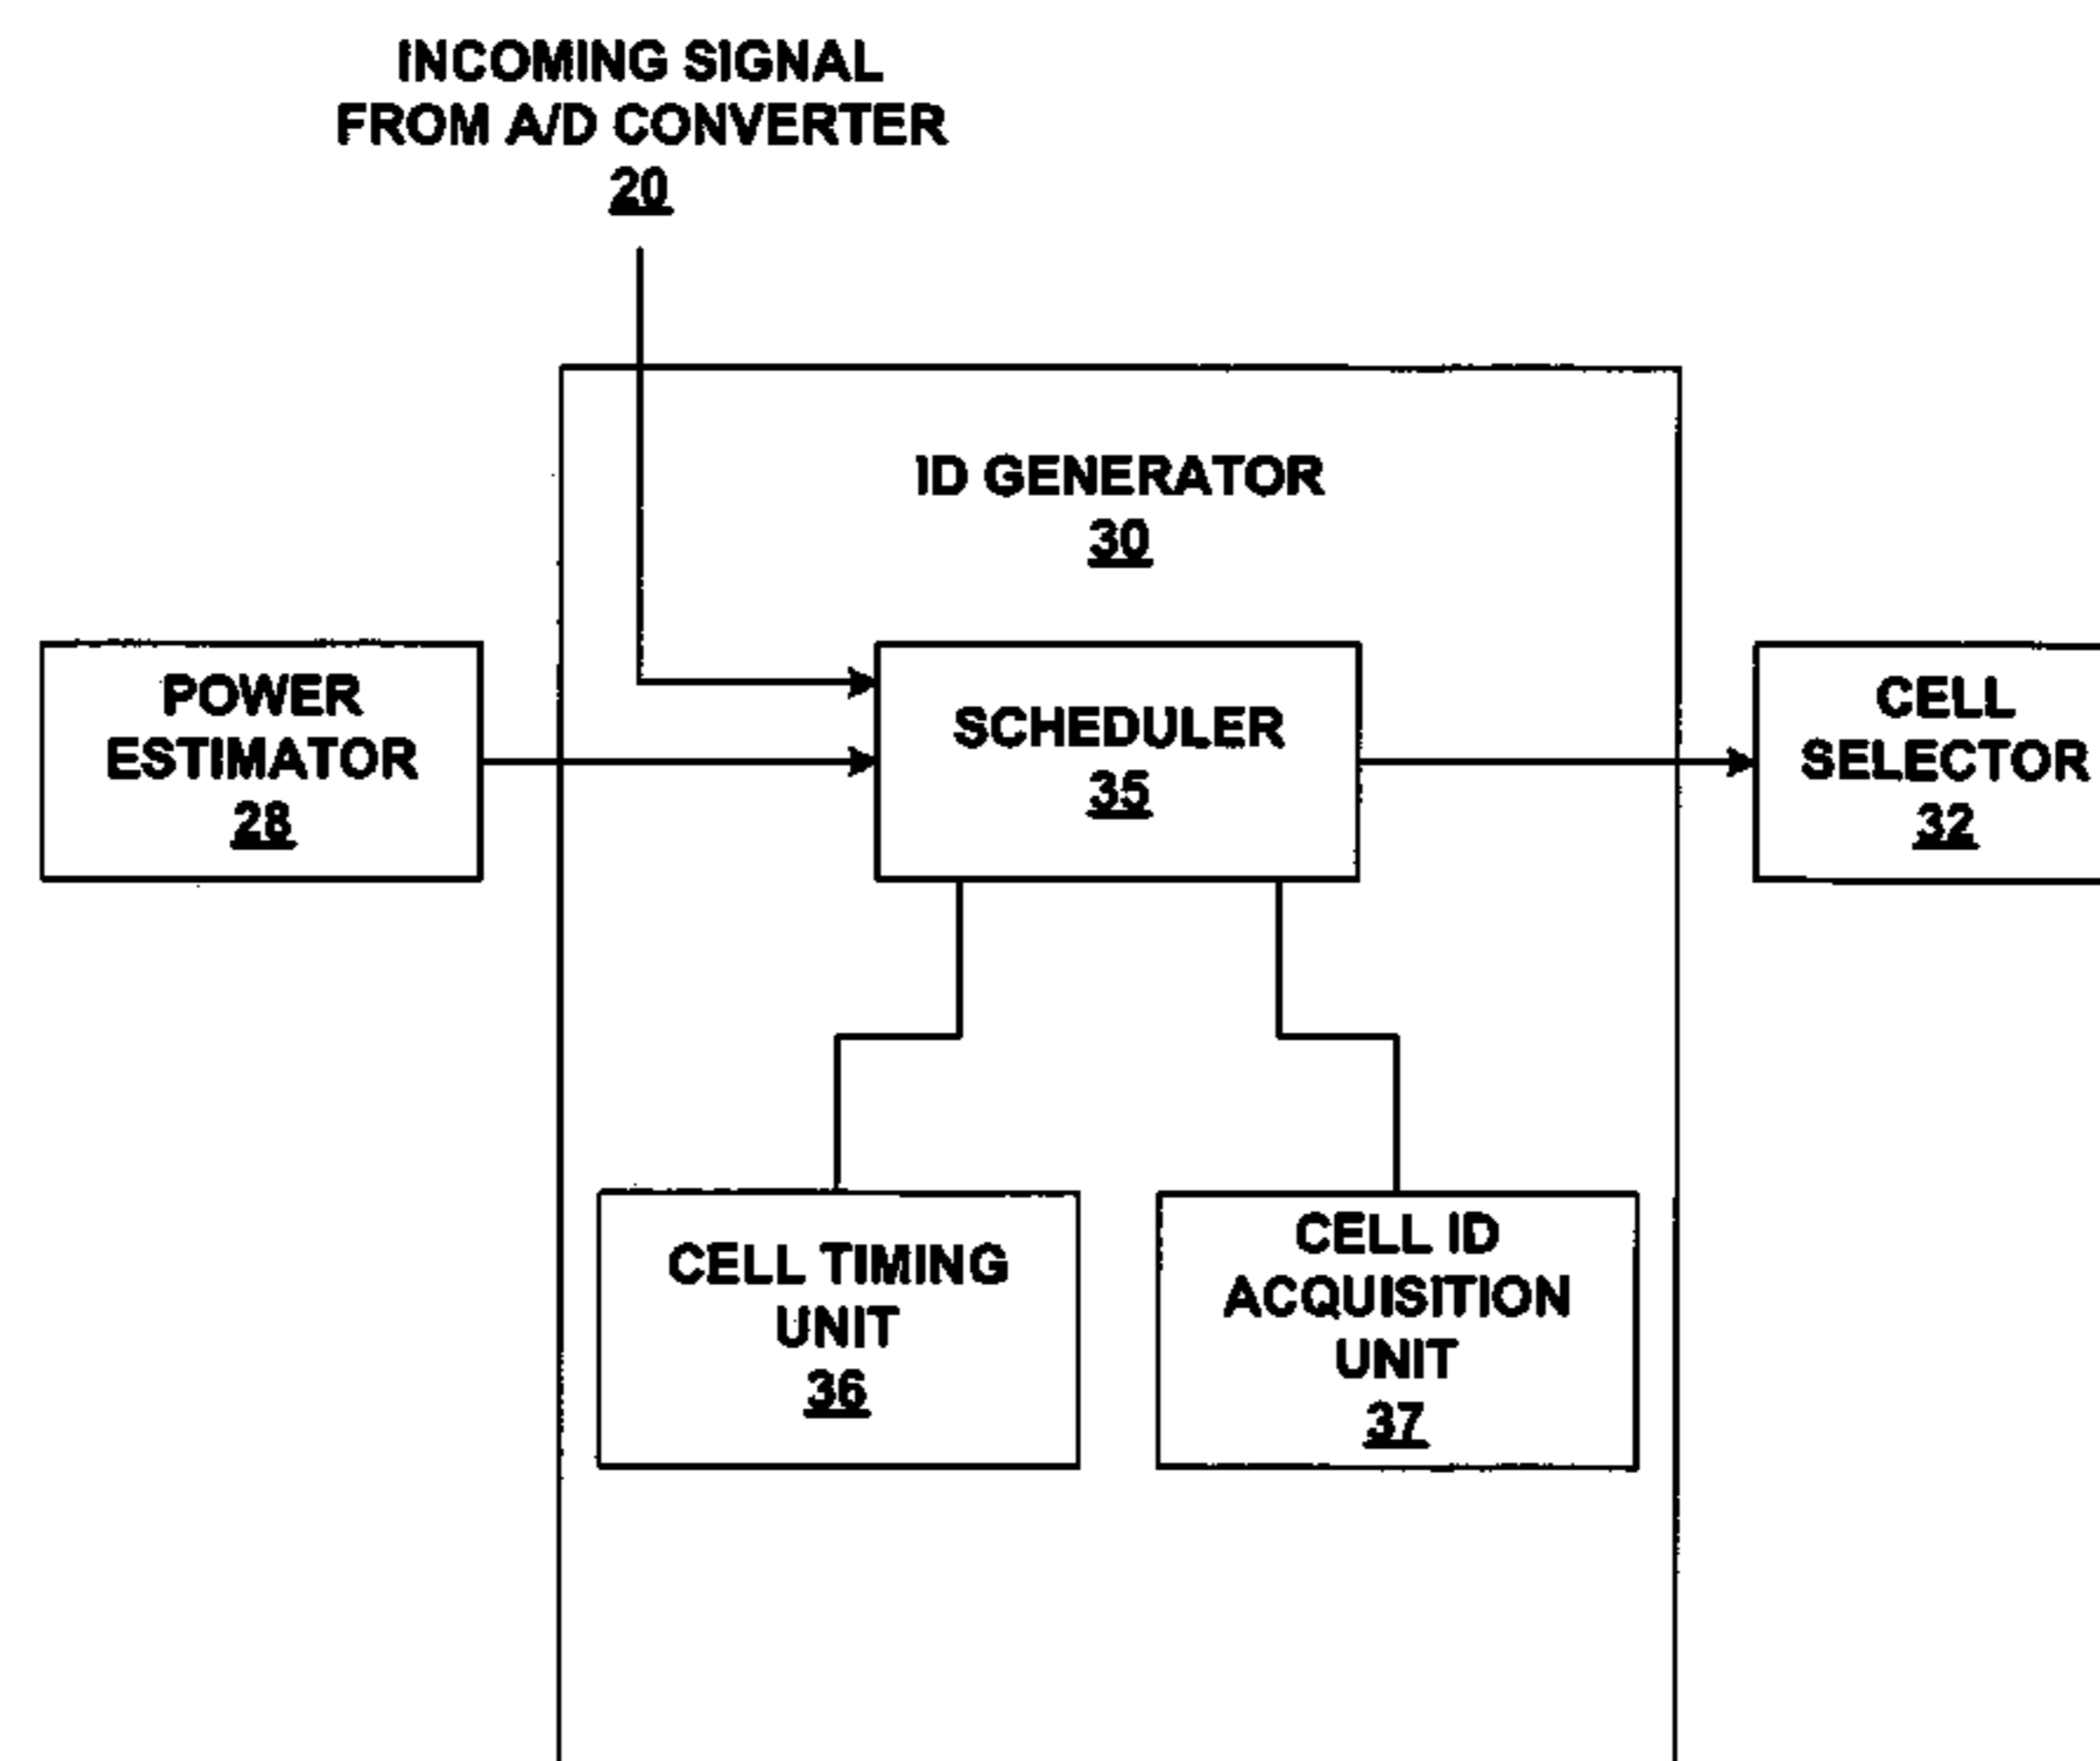 INCOMING SIGNAL
FROM A/D CONVERTER
20
ID GENERATOR
30
POWER
ESTIMATOR
28
SCHEDULER
35
CELL
SELECTOR
32
CELL TIMING
UNIT
36
CELL ID
ACQUISITION
UNIT
37